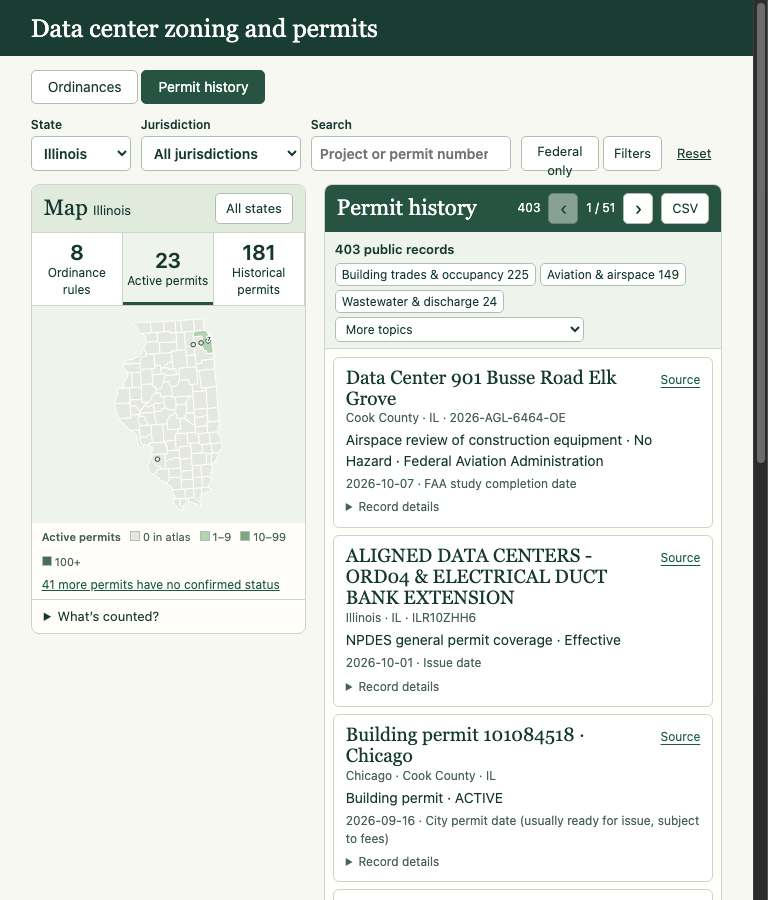 Data center zoning and permits
Ordinances
Permit history
State
Jurisdiction
Search
Illinois
All jurisdictions
Project or permit number
Federal only
Filters
Reset
Map Illinois
All states
8 Ordinance rules
23 Active permits
181 Historical permits
Active permits 0 in atlas 1–9 10–99
100+
41 more permits have no confirmed status
What's counted?
Permit history
403
‹
1 / 51
›
CSV
403 public records
Building trades & occupancy 225
Aviation & airspace 149
Wastewater & discharge 24
More topics
Data Center 901 Busse Road Elk
Grove
Source
Cook County · IL · 2026-AGL-6464-OE
Airspace review of construction equipment · No
Hazard · Federal Aviation Administration
2026-10-07 · FAA study completion date
Record details
ALIGNED DATA CENTERS -
ORD04 & ELECTRICAL DUCT
BANK EXTENSION
Source
Illinois · IL · ILR10ZHH6
NPDES general permit coverage · Effective
2026-10-01 · Issue date
Record details
Building permit 101084518 ·
Chicago
Source
Chicago · Cook County · IL
Building permit · ACTIVE
2026-09-16 · City permit date (usually ready for issue, subject
to fees)
Record details